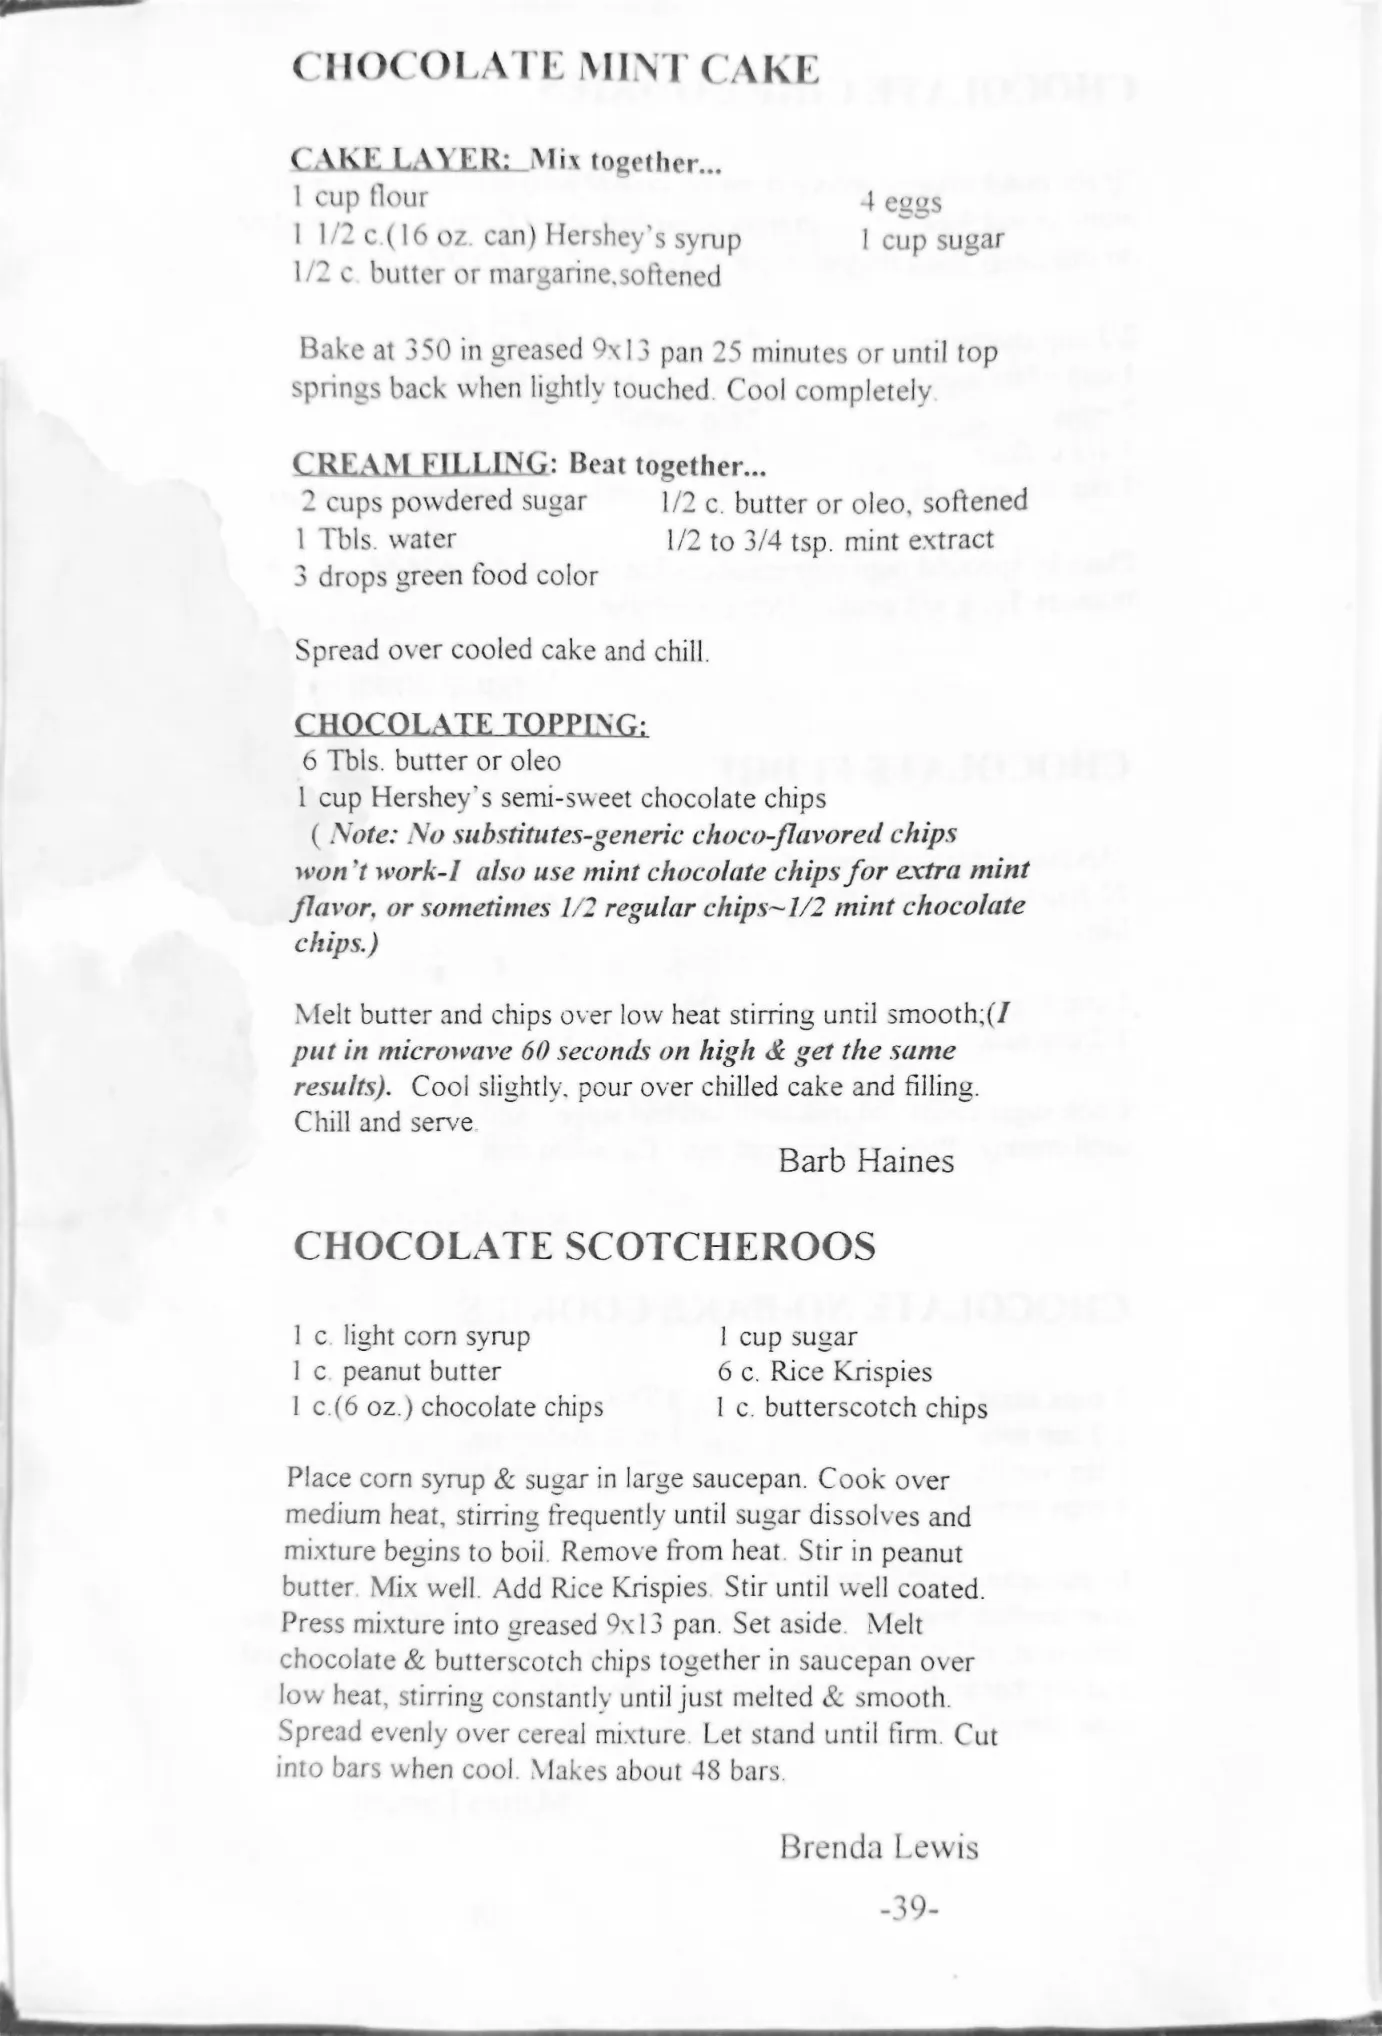 CHOCOLATE MINT CAKE
CAKE LAYER: Mix together...
1 cup flour 4 eggs
1 1/2 c.(16 oz. can) Hershey's syrup 1 cup sugar
1/2 c. butter or margarine,softened
Bake at 350 in greased 9x13 pan 25 minutes or until top
springs back when lightly touched. Cool completely.
CREAM FILLING: Beat together...
2 cups powdered sugar 1/2 c. butter or oleo, softened
1 Tbls. water 1/2 to 3/4 tsp. mint extract
3 drops green food color
Spread over cooled cake and chill.
CHOCOLATE TOPPING:
6 Tbls. butter or oleo
1 cup Hershey's semi-sweet chocolate chips
( Note: No substitutes-generic choco-flavored chips
won't work-I also use mint chocolate chips for extra mint
flavor, or sometimes 1/2 regular chips~1/2 mint chocolate
chips.)
Melt butter and chips over low heat stirring until smooth;(I
put in microwave 60 seconds on high & get the same
results). Cool slightly, pour over chilled cake and filling.
Chill and serve.
Barb Haines
CHOCOLATE SCOTCHEROOS
1 c. light corn syrup 1 cup sugar
1 c. peanut butter 6 c. Rice Krispies
1 c.(6 oz.) chocolate chips 1 c. butterscotch chips
Place corn syrup & sugar in large saucepan. Cook over
medium heat, stirring frequently until sugar dissolves and
mixture begins to boil. Remove from heat. Stir in peanut
butter. Mix well. Add Rice Krispies. Stir until well coated.
Press mixture into greased 9x13 pan. Set aside. Melt
chocolate & butterscotch chips together in saucepan over
low heat, stirring constantly until just melted & smooth.
Spread evenly over cereal mixture. Let stand until firm. Cut
into bars when cool. Makes about 48 bars.
Brenda Lewis
-39-